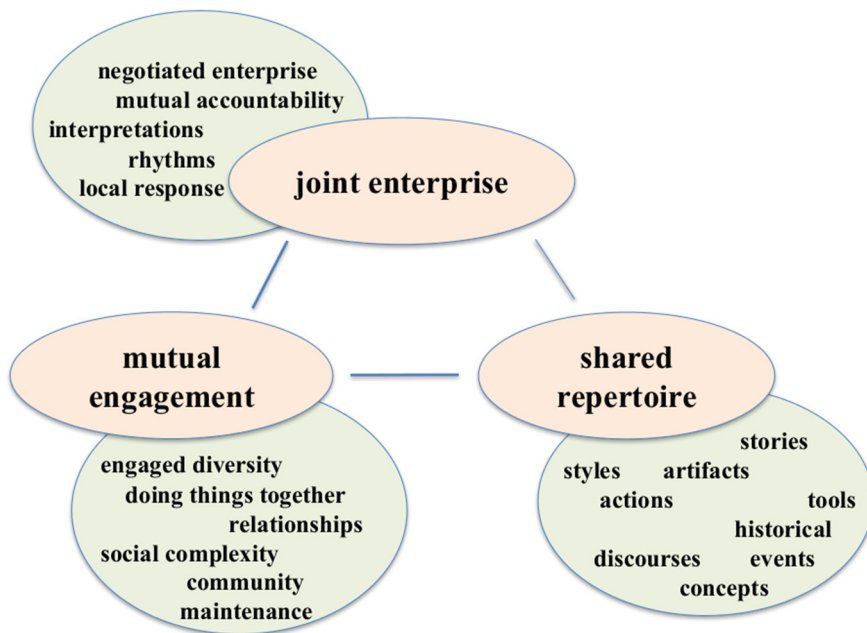 negotiated enterprise
mutual accountability
interpretations
rhythms
local response
joint enterprise
mutual
engagement
engaged diversity
doing things together
relationships
social complexity
community
maintenance
shared
repertoire
stories
styles artifacts
actions tools
historical
discourses events
concepts